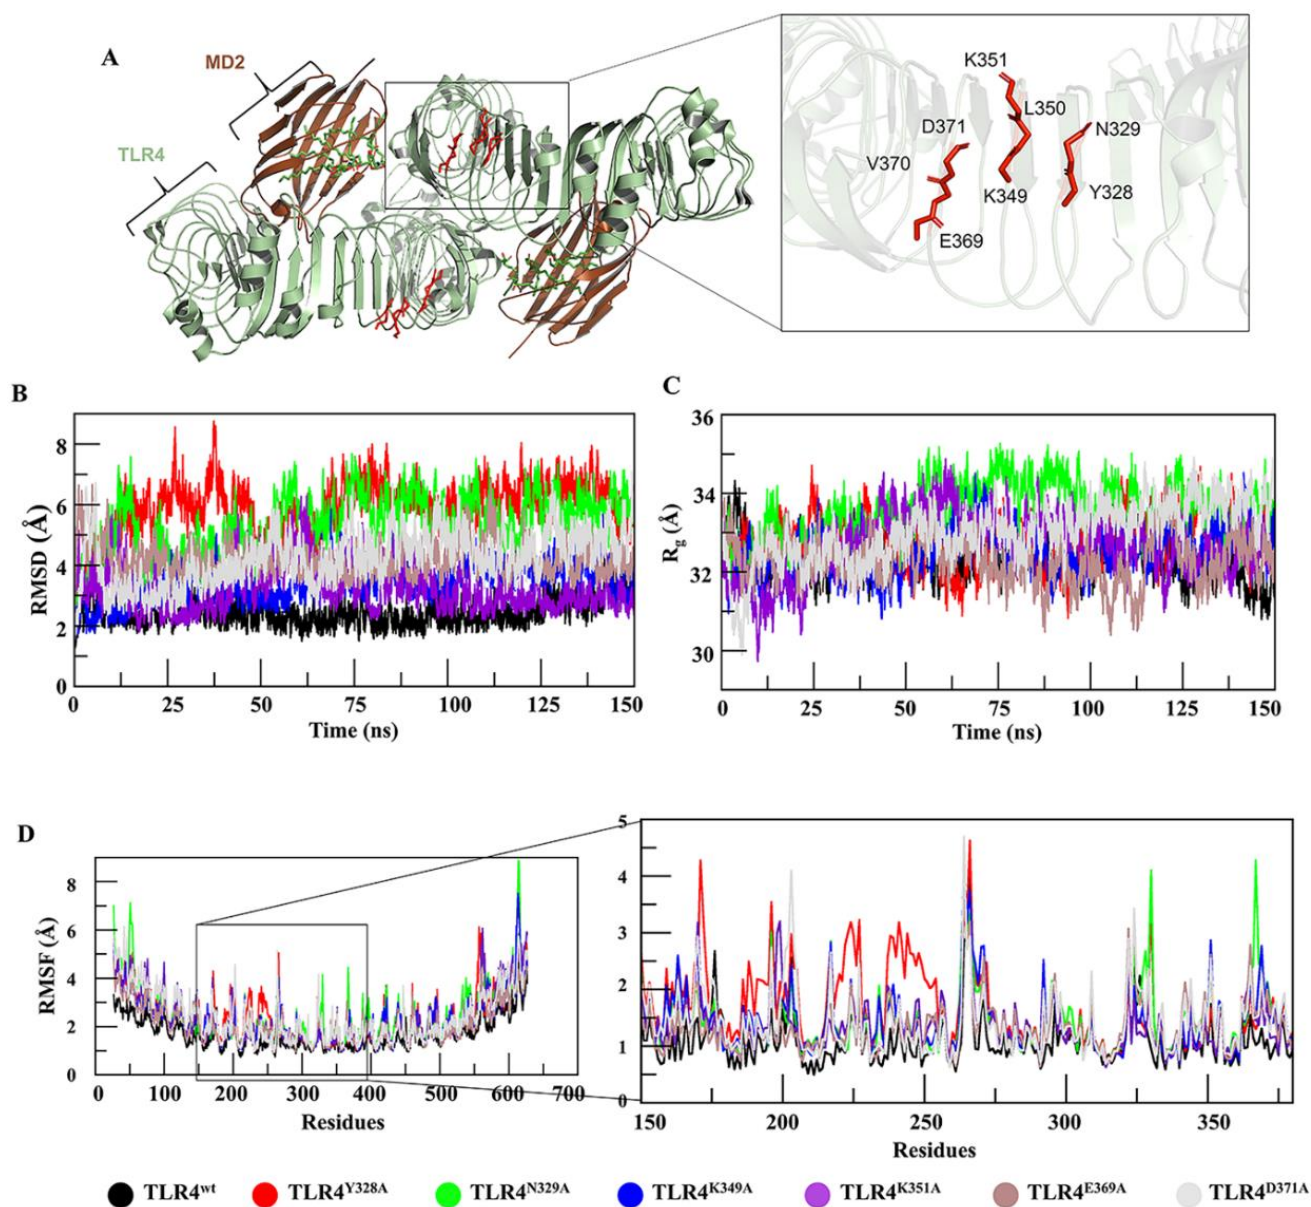 A
MD2
TLR4
K351
L350
D371
N329
V370
K349
Y328
E369
B
8
6
4
2
0
RMSD (Å)
0 25 50 75 100 125 150
Time (ns)
C
36
34
32
30
Rg (Å)
0 25 50 75 100 125 150
Time (ns)
D
8
6
4
2
0
RMSF (Å)
0 100 200 300 400 500 600 700
Residues
5
4
3
2
1
0
150 200 250 300 350
Residues
TLR4wt TLR4Y328A TLR4N329A TLR4K349A TLR4K351A TLR4E369A TLR4D371A